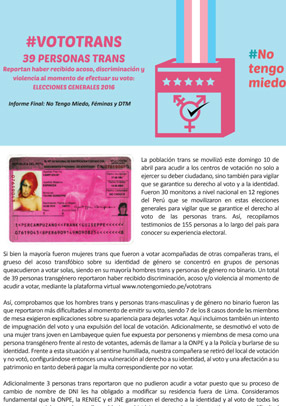 #VOTOTRANS
39 PERSONAS TRANS
Reportan haber recibido acoso, discriminación y
violencia al momento de efectuar su voto:
ELECCIONES GENERALES 2016
Informe Final: No Tengo Miedo, Féminas y DTM
#No
tengo
miedo
La población trans se movilizó este domingo 10 de
abril para acudir a los centros de votación no solo a
ejercer su deber ciudadano, sino también para vigilar
que se garantice su derecho al voto y a la identidad.
Fueron 30 monitorxs a nivel nacional en 12 regiones
del Perú que se movilizaron en estas elecciones
generales para vigilar que se garantice el derecho al
voto de las personas trans. Así, recopilamos
testimonios de 155 personas a lo largo del país para
conocer su experiencia electoral.
Si bien la mayoría fueron mujeres trans que fueron a votar acompañadas de otras compañeras trans, el
grueso del acoso transfóbico sobre su identidad de género se concentró en grupos de personas
queacudieron a votar solas, siendo en su mayoría hombres trans y personas de género no binario. Un total
de 39 personas transgénero reportaron haber recibido discriminación, acoso y/o violencia al momento de
acudir a votar, mediante la plataforma virtual www.notengomiedo.pe/vototrans
Así, comprobamos que los hombres trans y personas trans-masculinas y de género no binario fueron las
que reportaron más dificultades al momento de emitir su voto, siendo 7 de los 8 casos donde lxs miembros
de mesa exigieron explicaciones sobre su apariencia para dejarles votar. Aquí incluimos también un intento
de impugnación del voto y una expulsión del local de votación. Adicionalmente, se desmotivó el voto de
una mujer trans joven en Lambayeque quien fue expuesta por personeros y miembros de mesa como una
persona transgénero frente al resto de votantes, además de llamar a la ONPE y a la Policía y burlarse de su
identidad. Frente a esta situación y al sentirse humillada, nuestra compañera se retiró del local de votación
y no votó, configurándose entonces una vulneración al derecho a su identidad, al voto y una afectación a su
patrimonio en tanto deberá pagar la multa correspondiente por no votar.
Adicionalmente 3 personas trans reportaron que no pudieron acudir a votar puesto que su proceso de
cambio de nombre de DNI les ha obligado a modificar su residencia fuera de Lima. Consideramos
fundamental que la ONPE, la RENIEC y el JNE garanticen el derecho a la identidad y al voto de todas las